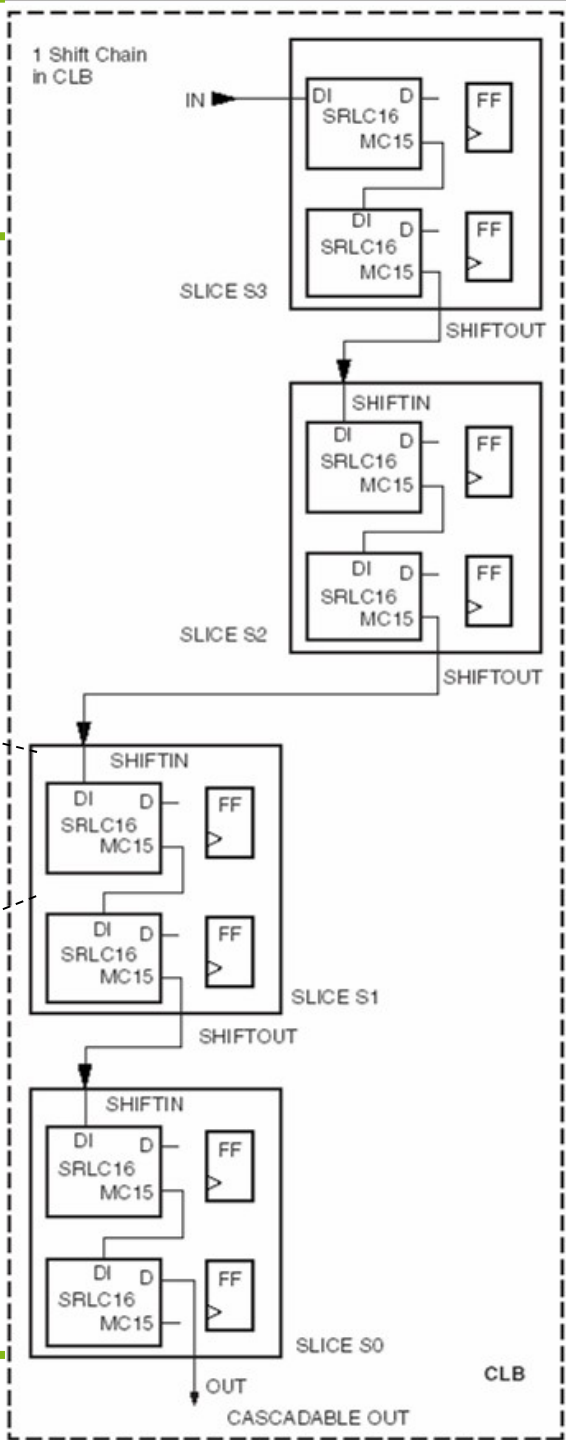 1 Shift Chain
in CLB
IN
DI D
SRLC16
MC15
FF
DI
D
SRLC16
MC15
FF
SLICE S3
SHIFTOUT
SHIFTIN
DI
D
SRLC16
MC15
FF
DI
D
SRLC16
MC15
FF
SLICE S2
SHIFTOUT
SHIFTIN
DI D
SRLC16
MC15
FF
DI
D
SRLC16
MC15
FF
SLICE S1
SHIFTOUT
SHIFTIN
DI
D
SRLC16
MC15
FF
DI D
SRLC16
MC15
FF
SLICE S0
OUT
CLB
CASCADABLE OUT